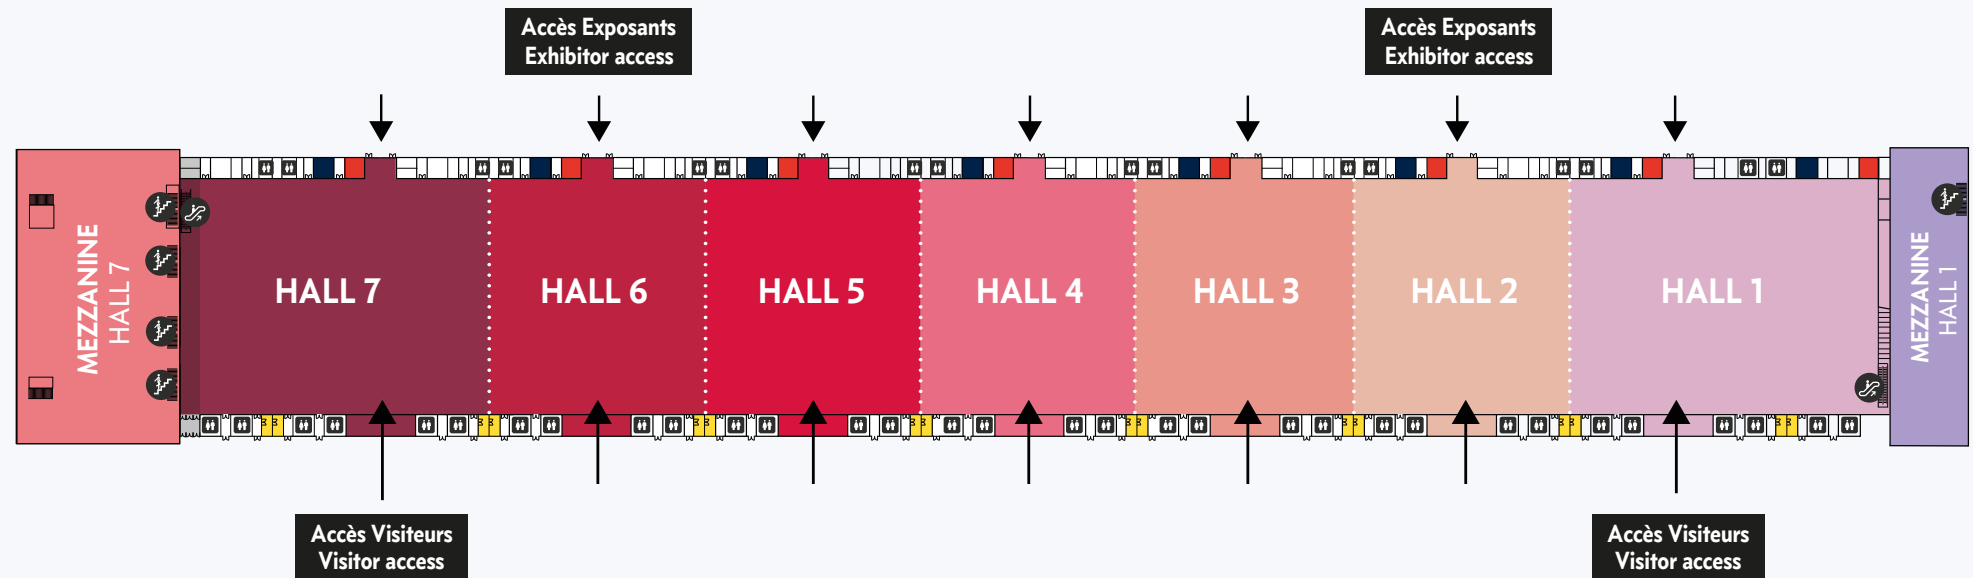 Accès Exposants
Exhibitor access
Accès Exposants
Exhibitor access
MEZZANINE
HALL 7
HALL 7
HALL 6
HALL 5
HALL 4
HALL 3
HALL 2
HALL 1
MEZZANINE
HALL 1
Accès Visiteurs
Visitor access
Accès Visiteurs
Visitor access